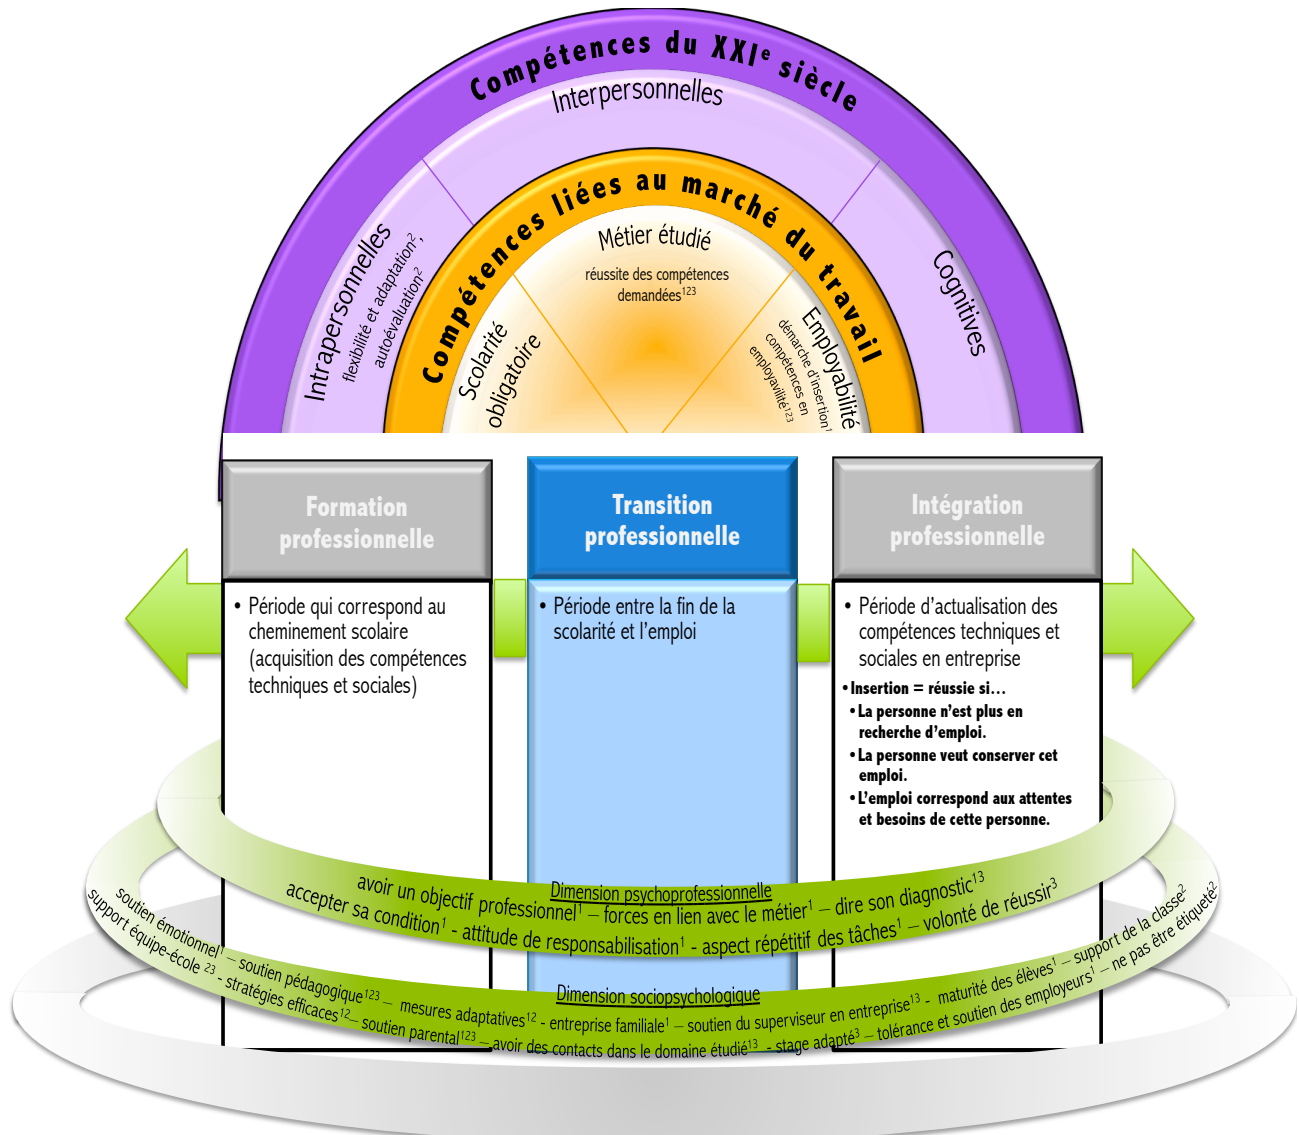 Compétences du XXIe siècle
Interpersonnelles
Intrapersonnelles
flexibilité et adaptation²,
autoévaluation²
Cognitives
Compétences liées au marché du travail
Métier étudié
réussite des compétences
demandées¹²³
Scolarité
obligatoire
Employabilité
démarche d'insertion¹
compétences en
employavilité¹²³
Formation
professionnelle
• Période qui correspond au
cheminement scolaire
(acquisition des compétences
techniques et sociales)
Transition
professionnelle
• Période entre la fin de la
scolarité et l'emploi
Intégration
professionnelle
• Période d'actualisation des
compétences techniques et
sociales en entreprise
•Insertion = réussie si…
•La personne n'est plus en
recherche d'emploi.
•La personne veut conserver cet
emploi.
•L'emploi correspond aux attentes
et besoins de cette personne.
Dimension psychoprofessionnelle
avoir un objectif professionnel¹ – forces en lien avec le métier¹ – dire son diagnostic¹³
accepter sa condition¹ - attitude de responsabilisation¹ - aspect répétitif des tâches¹ – volonté de réussir³
Dimension sociopsychologique
soutien émotionnel¹ – soutien pédagogique¹²³ – mesures adaptatives¹² - entreprise familiale¹ – soutien du superviseur en entreprise¹³ - maturité des élèves¹ – support de la classe²
support équipe-école ²³ - stratégies efficaces¹²– soutien parental¹²³ – avoir des contacts dans le domaine étudié¹³ - stage adapté³ – tolérance et soutien des employeurs¹ – ne pas être étiqueté²